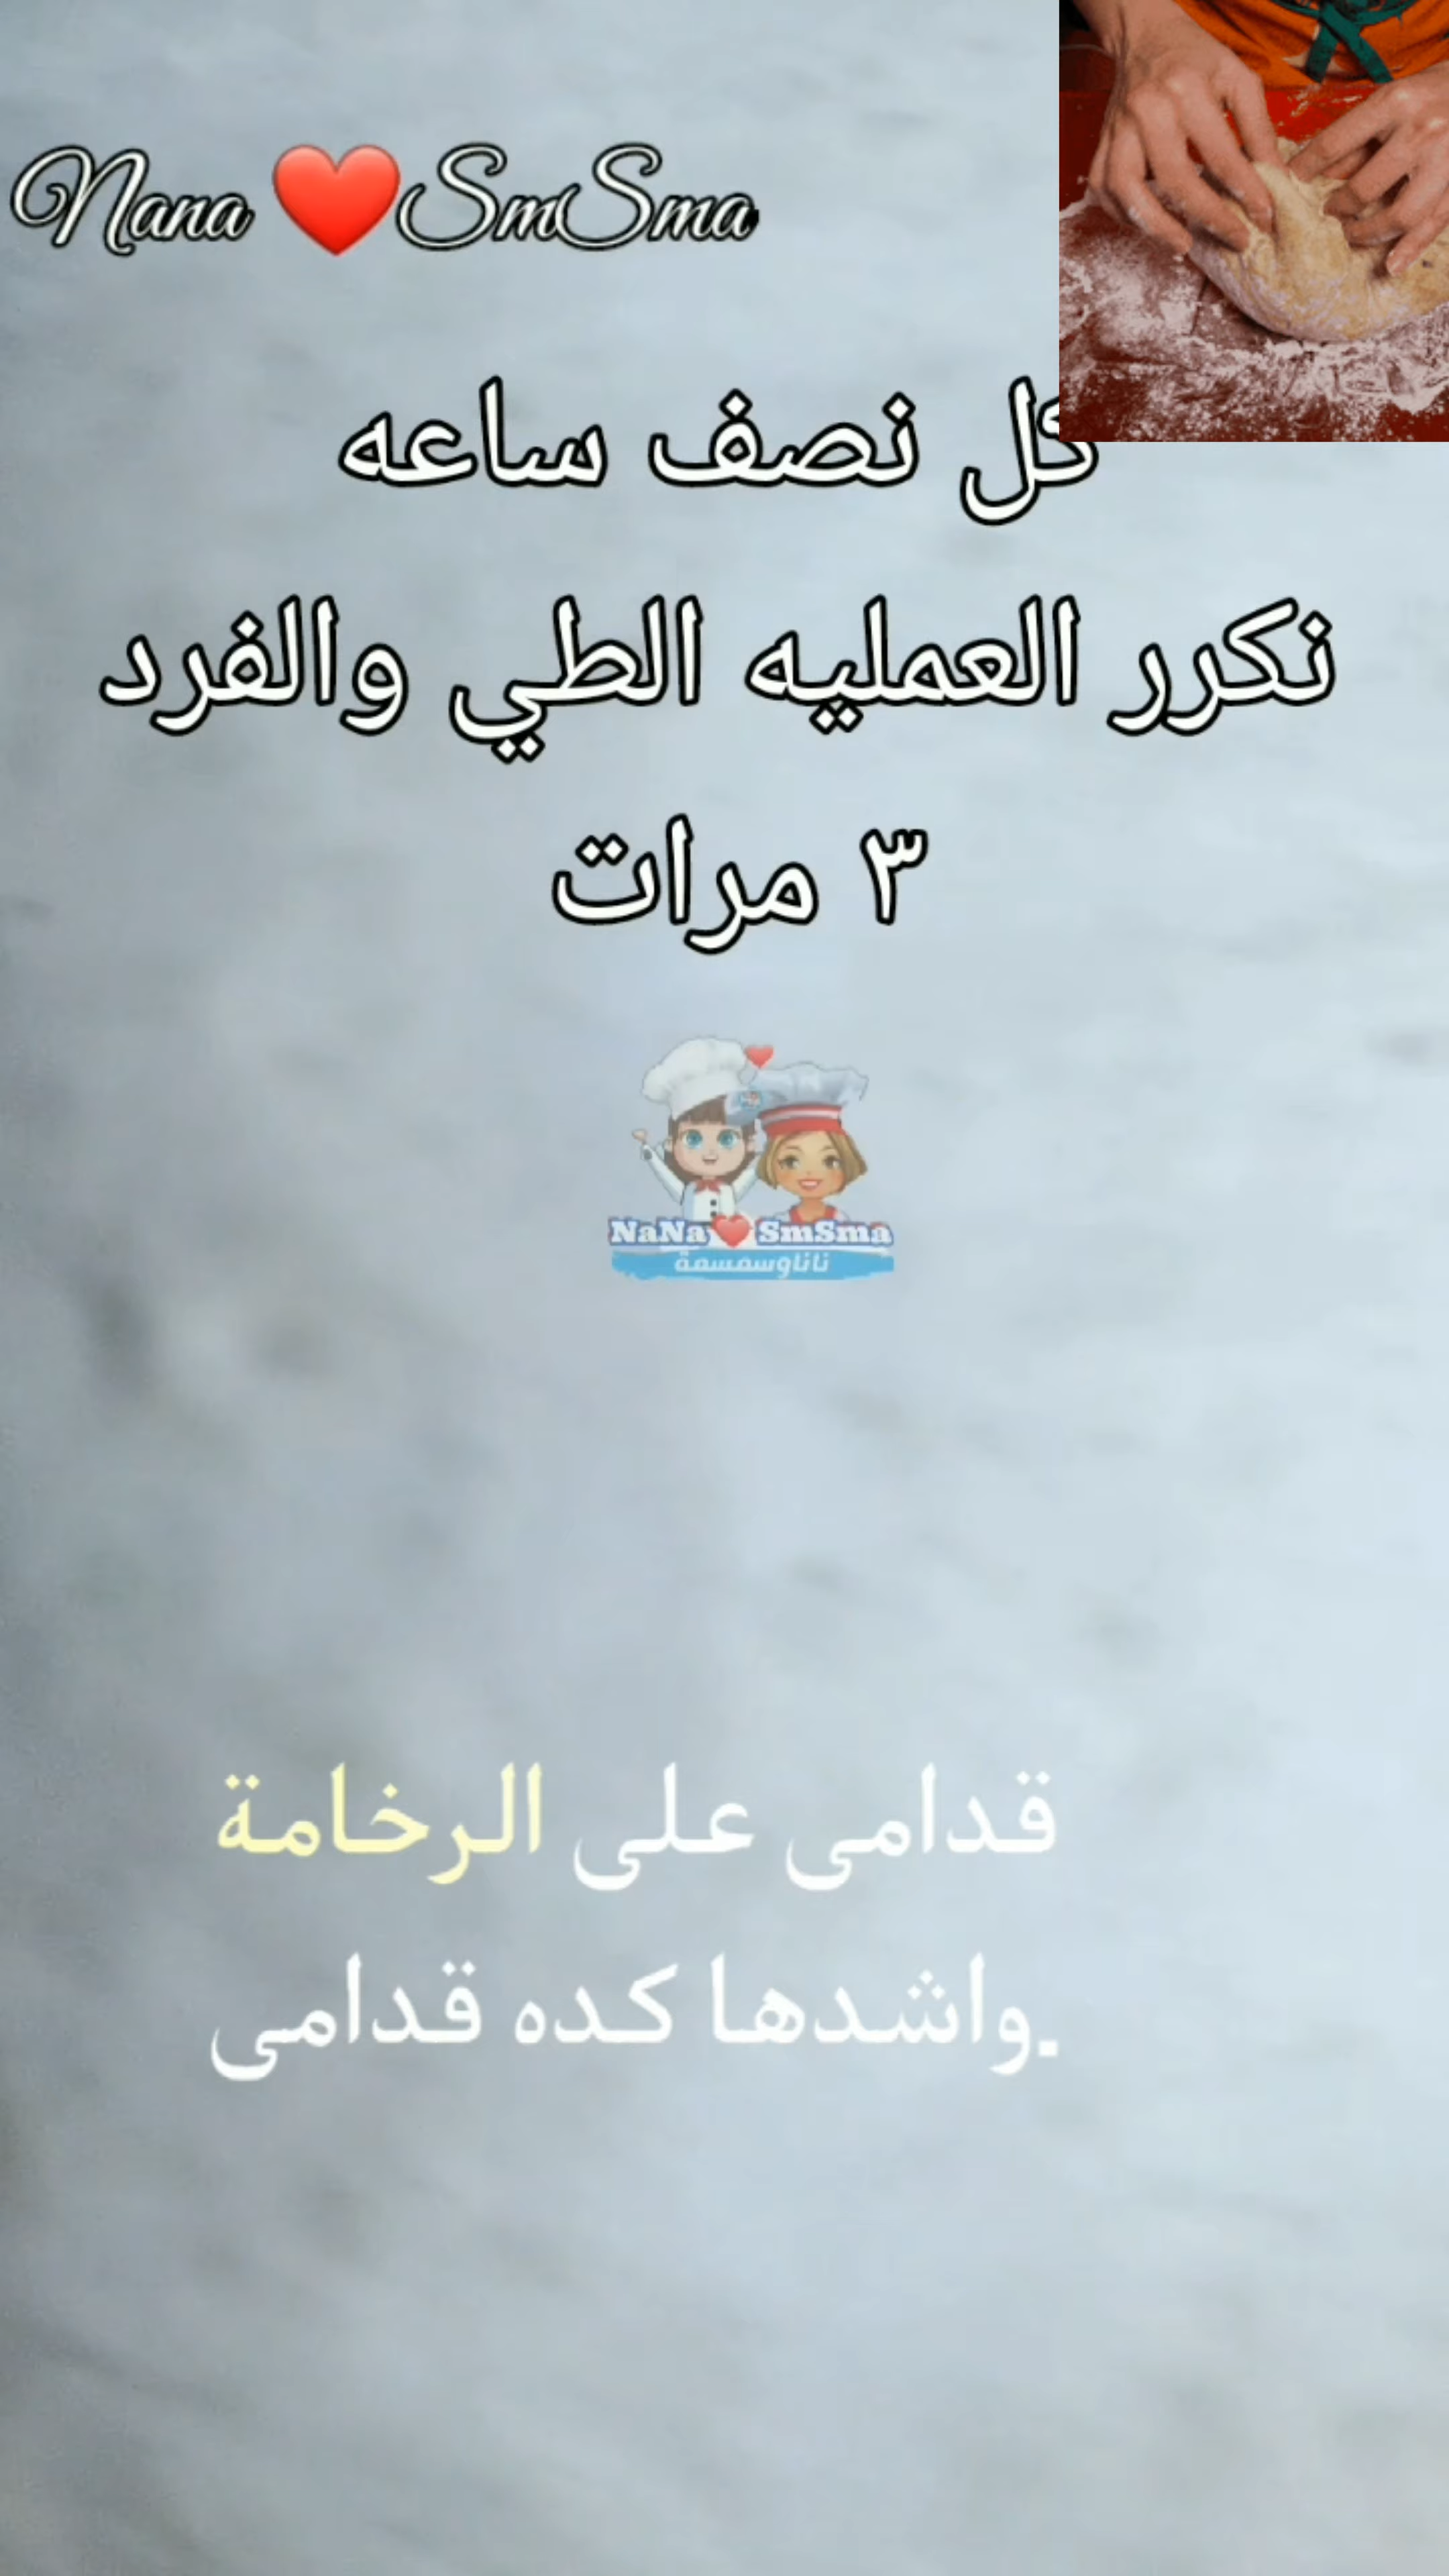 Nana ❤️ SmSma
كل نصف ساعه
نكرر العمليه الطي والفرد
٣ مرات
NaNa ❤️ SmSma
ناناوسمسمة
قدامى على الرخامة
واشدها كده قدامى.